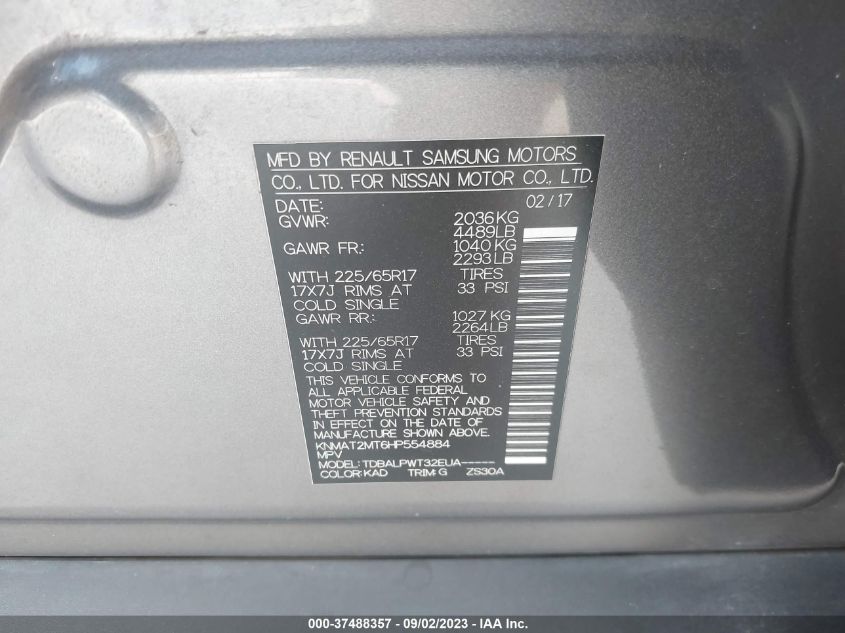 MFD BY RENAULT SAMSUNG MOTORS
CO., LTD. FOR NISSAN MOTOR CO., LTD.
DATE: 02/17
GVWR: 2036KG
4489LB
GAWR FR.: 1040KG
2293LB
WITH 225/65R17 TIRES
17X7J RIMS AT 33 PSI
COLD SINGLE
GAWR RR.: 1027KG
2264LB
WITH 225/65R17 TIRES
17X7J RIMS AT 33 PSI
COLD SINGLE
THIS VEHICLE CONFORMS TO
ALL APPLICABLE FEDERAL
MOTOR VEHICLE SAFETY AND
THEFT PREVENTION STANDARDS
IN EFFECT ON THE DATE OF
MANUFACTURE SHOWN ABOVE.
KNMAT2MT6HP554884
MPV
MODEL: TDBALPWT32EUA-----
COLOR: KAD TRIM: G ZS30A
000-37488357 - 09/02/2023 - IAA Inc.